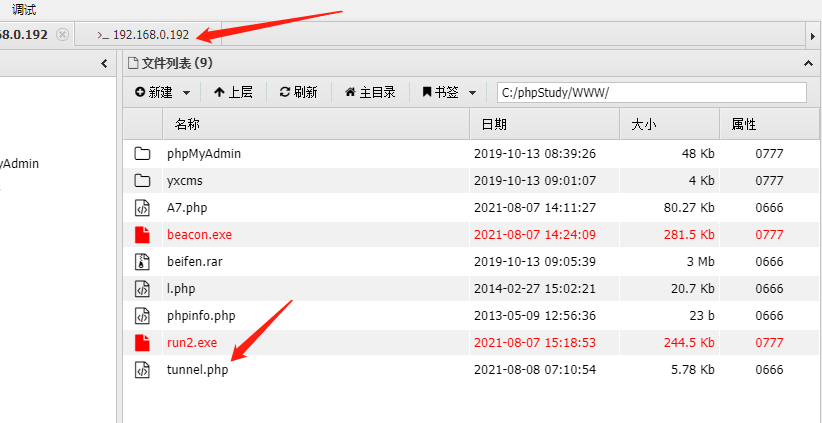 调试
68.0.192 >_ 192.168.0.192
文件列表 (9)
新建 上层 刷新 主目录 书签 C:/phpStudy/WWW/
名称 日期 大小 属性
phpMyAdmin 2019-10-13 08:39:26 48 Kb 0777
yAdmin
yxcms 2019-10-13 09:01:07 4 Kb 0777
A7.php 2021-08-07 14:11:27 80.27 Kb 0666
beacon.exe 2021-08-07 14:24:09 281.5 Kb 0777
beifen.rar 2019-10-13 09:05:39 3 Mb 0666
l.php 2014-02-27 15:02:21 20.7 Kb 0666
phpinfo.php 2013-05-09 12:56:36 23 b 0666
run2.exe 2021-08-07 15:18:53 244.5 Kb 0777
tunnel.php 2021-08-08 07:10:54 5.78 Kb 0666